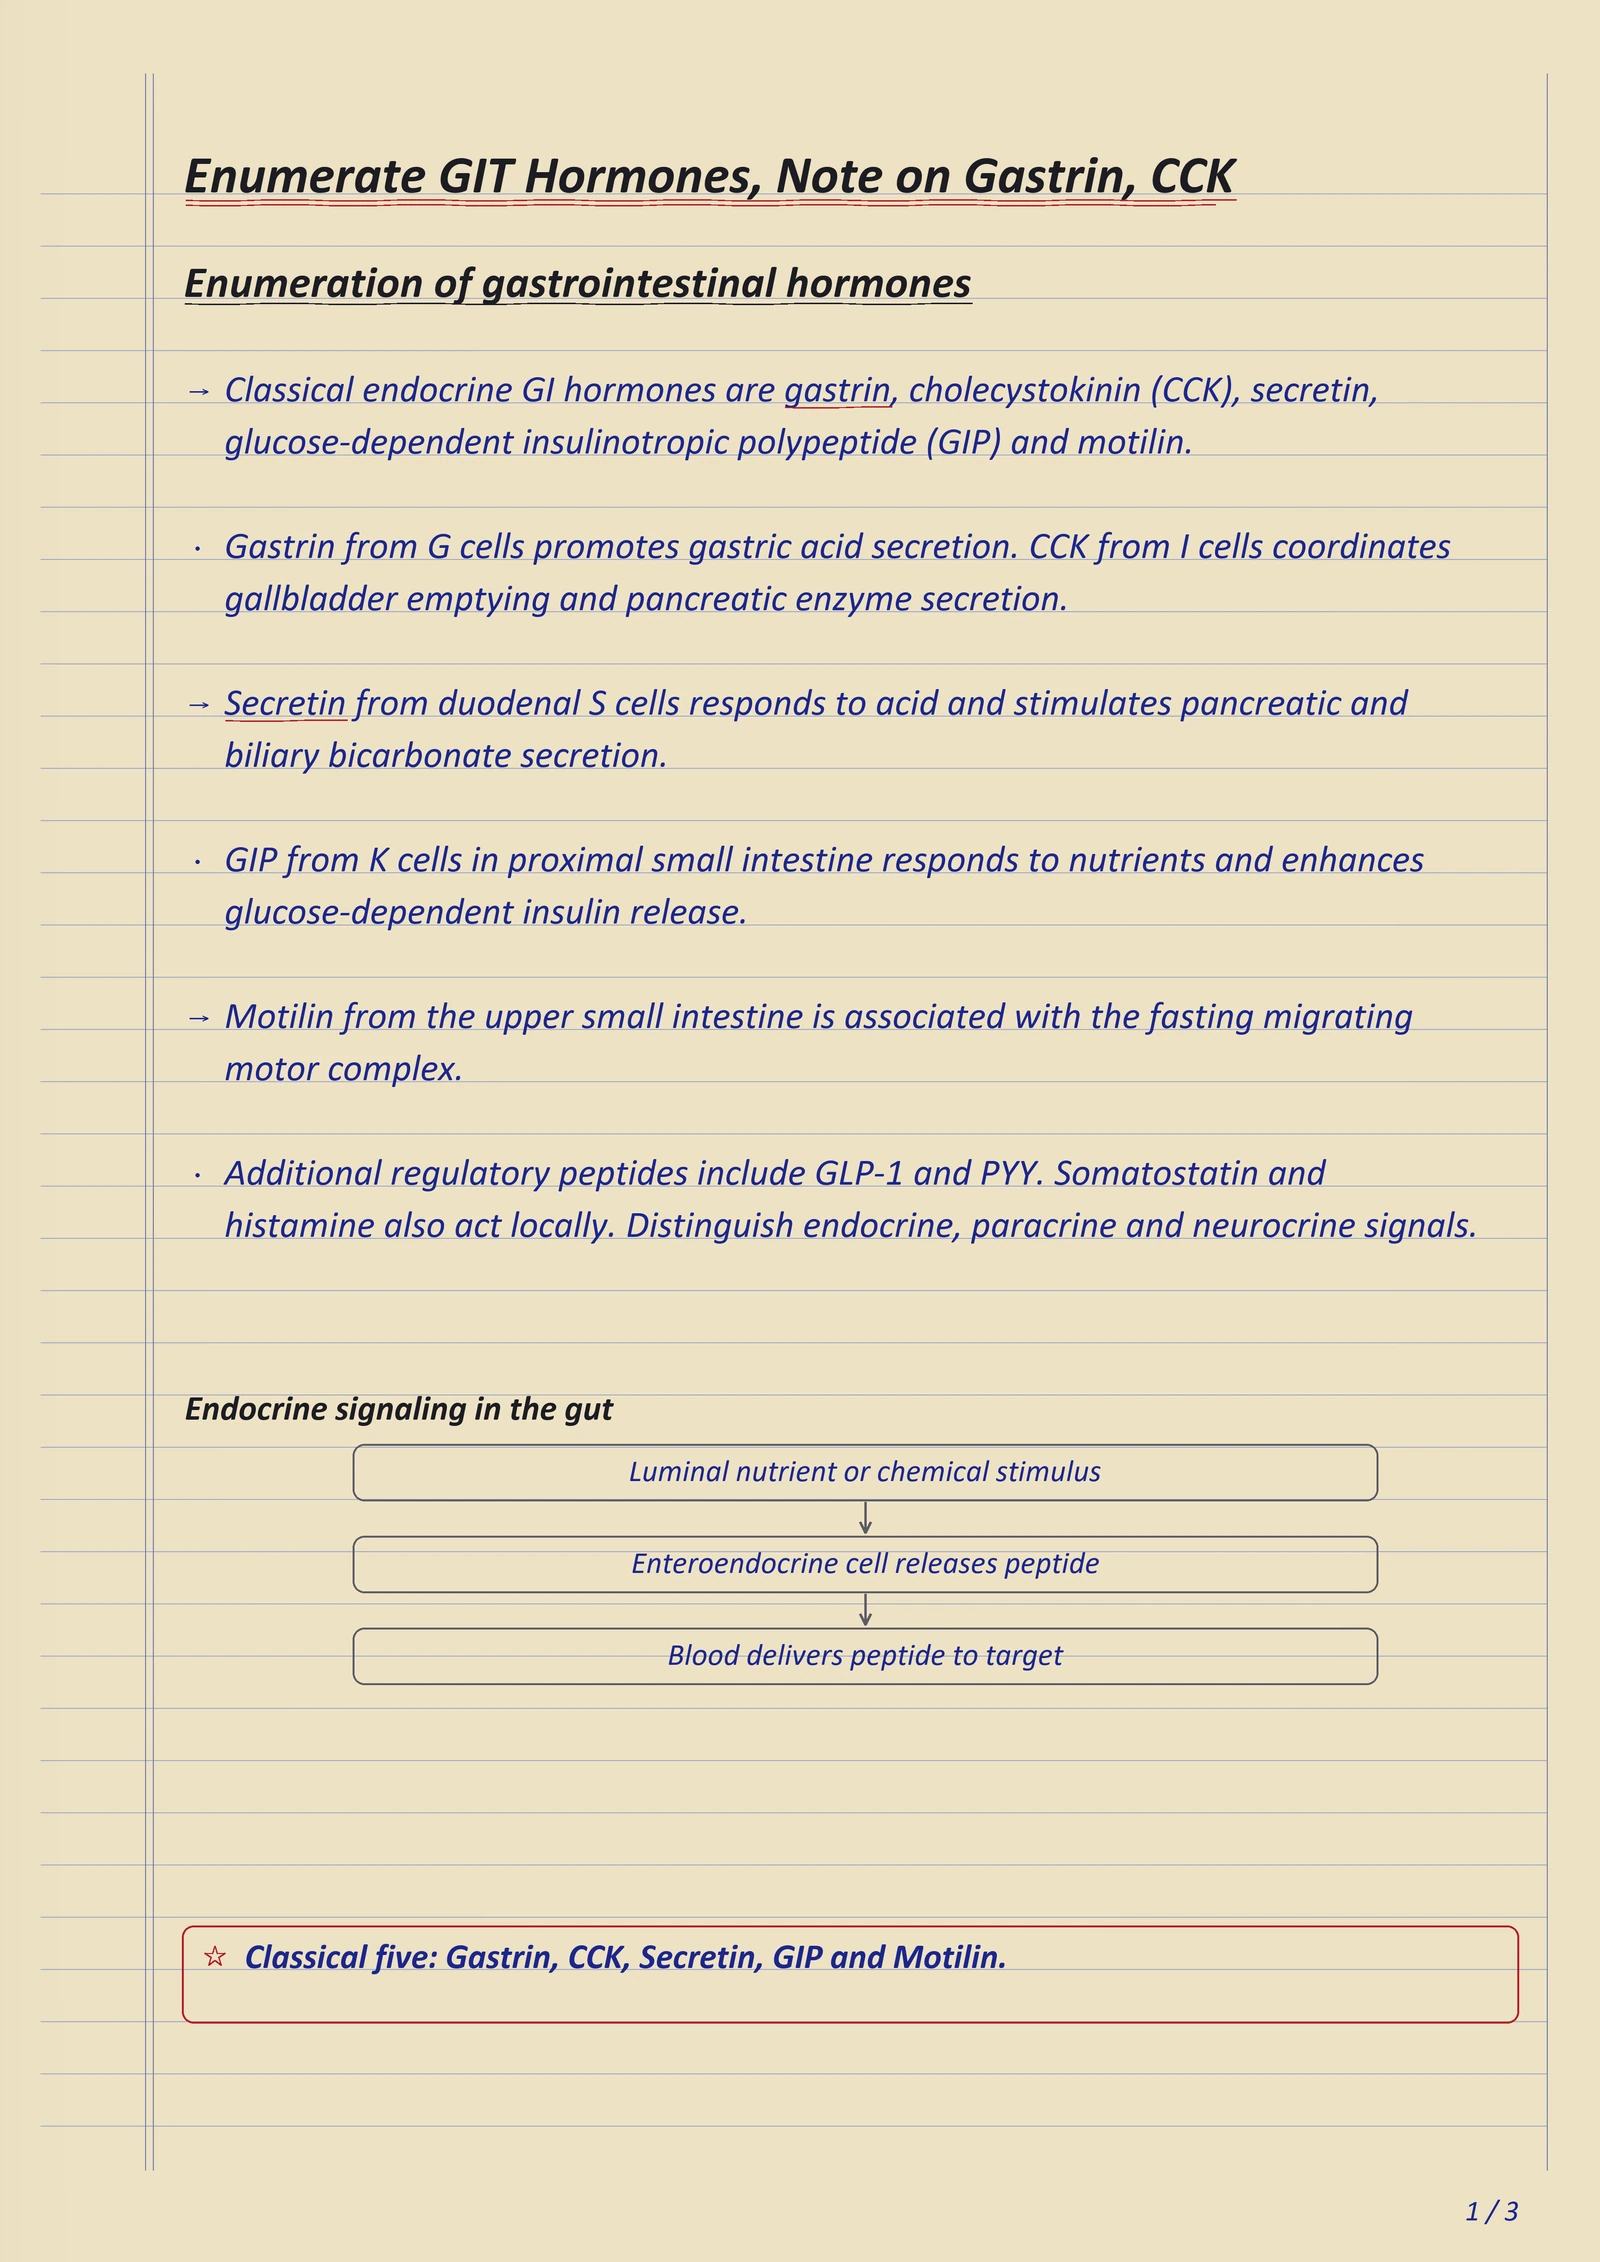 Enumerate GIT Hormones, Note on Gastrin, CCK
Enumeration of gastrointestinal hormones
→ Classical endocrine GI hormones are gastrin, cholecystokinin (CCK), secretin,
glucose-dependent insulinotropic polypeptide (GIP) and motilin.
· Gastrin from G cells promotes gastric acid secretion. CCK from I cells coordinates
gallbladder emptying and pancreatic enzyme secretion.
→ Secretin from duodenal S cells responds to acid and stimulates pancreatic and
biliary bicarbonate secretion.
· GIP from K cells in proximal small intestine responds to nutrients and enhances
glucose-dependent insulin release.
→ Motilin from the upper small intestine is associated with the fasting migrating
motor complex.
· Additional regulatory peptides include GLP-1 and PYY. Somatostatin and
histamine also act locally. Distinguish endocrine, paracrine and neurocrine signals.
Endocrine signaling in the gut
Luminal nutrient or chemical stimulus
Enteroendocrine cell releases peptide
Blood delivers peptide to target
☆ Classical five: Gastrin, CCK, Secretin, GIP and Motilin.
1 / 3